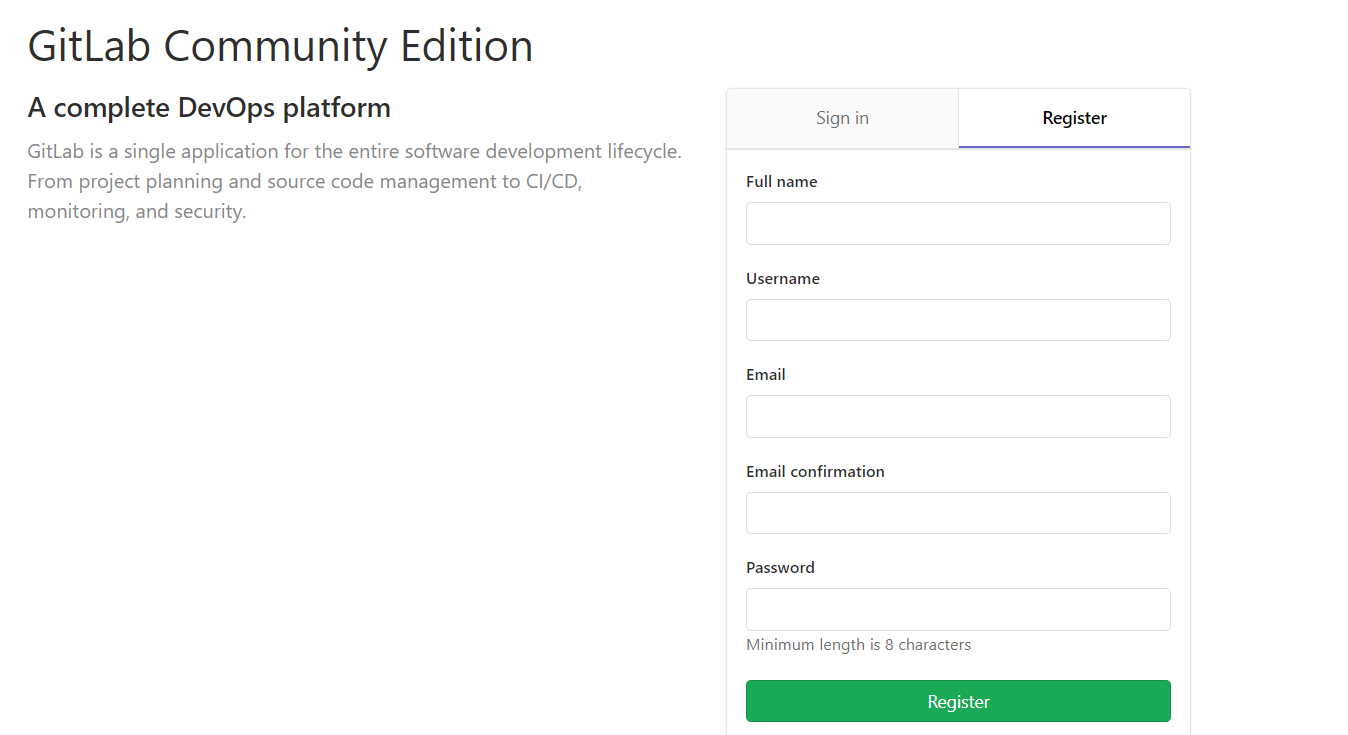 GitLab Community Edition
A complete DevOps platform
GitLab is a single application for the entire software development lifecycle.
From project planning and source code management to CI/CD,
monitoring, and security.
Sign in
Register
Full name
Username
Email
Email confirmation
Password
Minimum length is 8 characters
Register